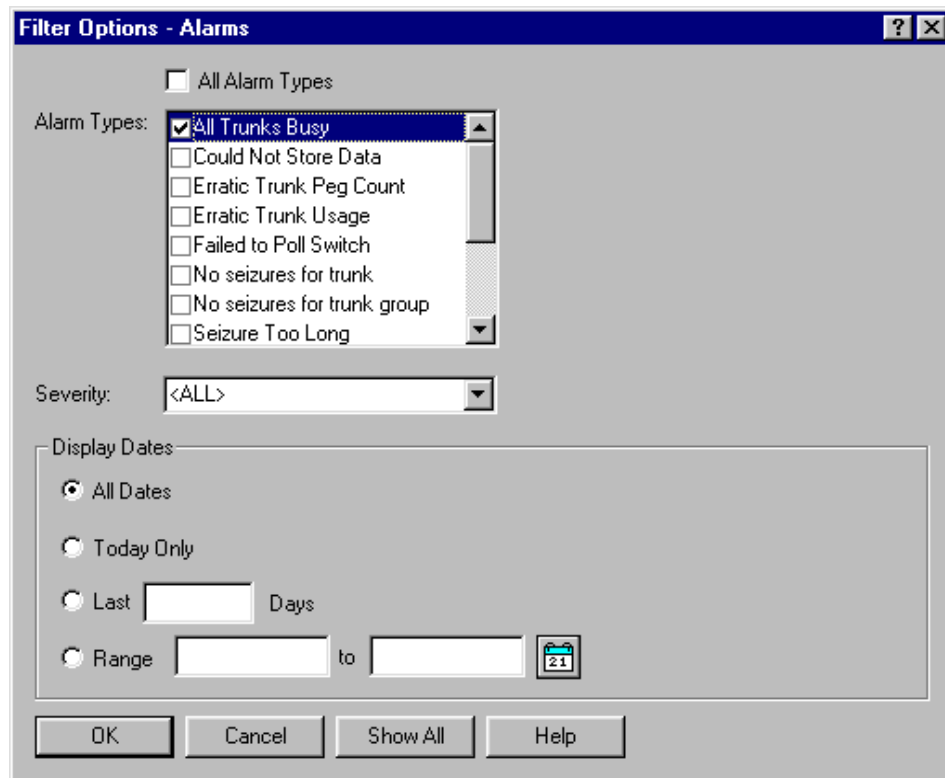 Filter Options - Alarms
All Alarm Types
Alarm Types:
All Trunks Busy
Could Not Store Data
Erratic Trunk Peg Count
Erratic Trunk Usage
Failed to Poll Switch
No seizures for trunk
No seizures for trunk group
Seizure Too Long
Severity: <ALL>
Display Dates
All Dates
Today Only
Last Days
Range to 21
OK Cancel Show All Help